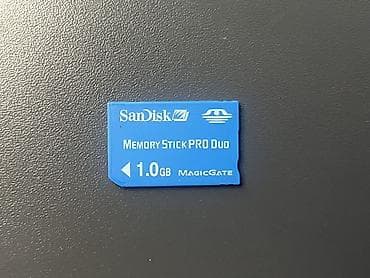 SanDisk
MEMORY STICK PRO DUO
1.0GB MAGICGATE